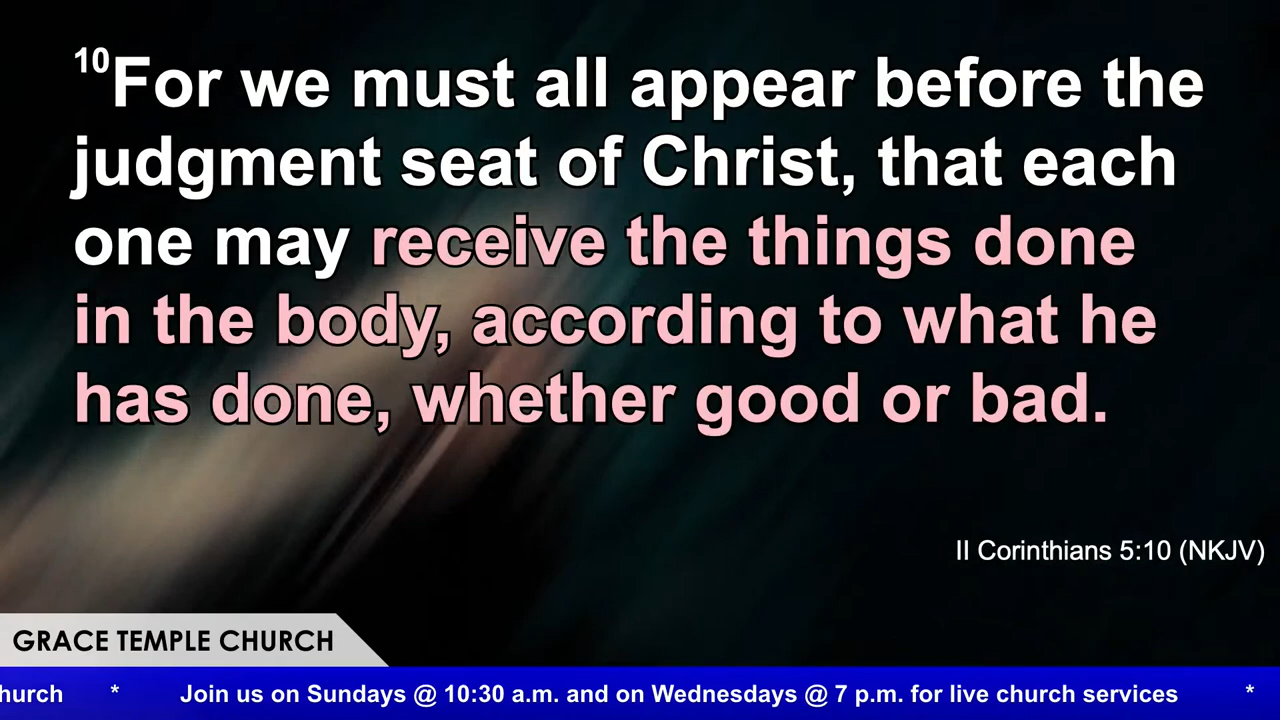 10For we must all appear before the
judgment seat of Christ, that each
one may receive the things done
in the body, according to what he
has done, whether good or bad.
II Corinthians 5:10 (NKJV)
GRACE TEMPLE CHURCH
hurch * Join us on Sundays @ 10:30 a.m. and on Wednesdays @ 7 p.m. for live church services *